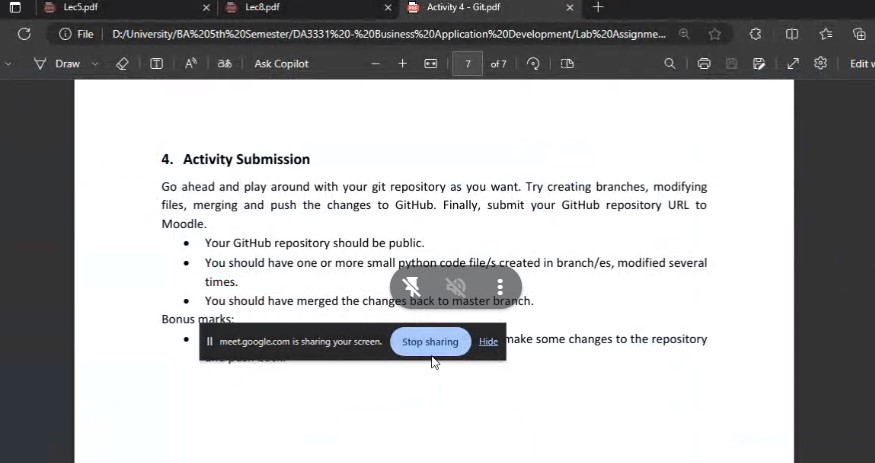 Lec5.pdf
Lec8.pdf
Activity 4 - Git.pdf
File
D:/University/BA%205th%20Semester/DA3331%20-%20Business%20Application%20Development/Lab%20Assignme...
Draw
Ask Copilot
7 of 7
Edit w
4. Activity Submission
Go ahead and play around with your git repository as you want. Try creating branches, modifying
files, merging and push the changes to GitHub. Finally, submit your GitHub repository URL to
Moodle.
• Your GitHub repository should be public.
• You should have one or more small python code file/s created in branch/es, modified several
times.
• You should have merged the changes back to master branch.
Bonus marks:
meet.google.com is sharing your screen.
Stop sharing
Hide
• make some changes to the repository